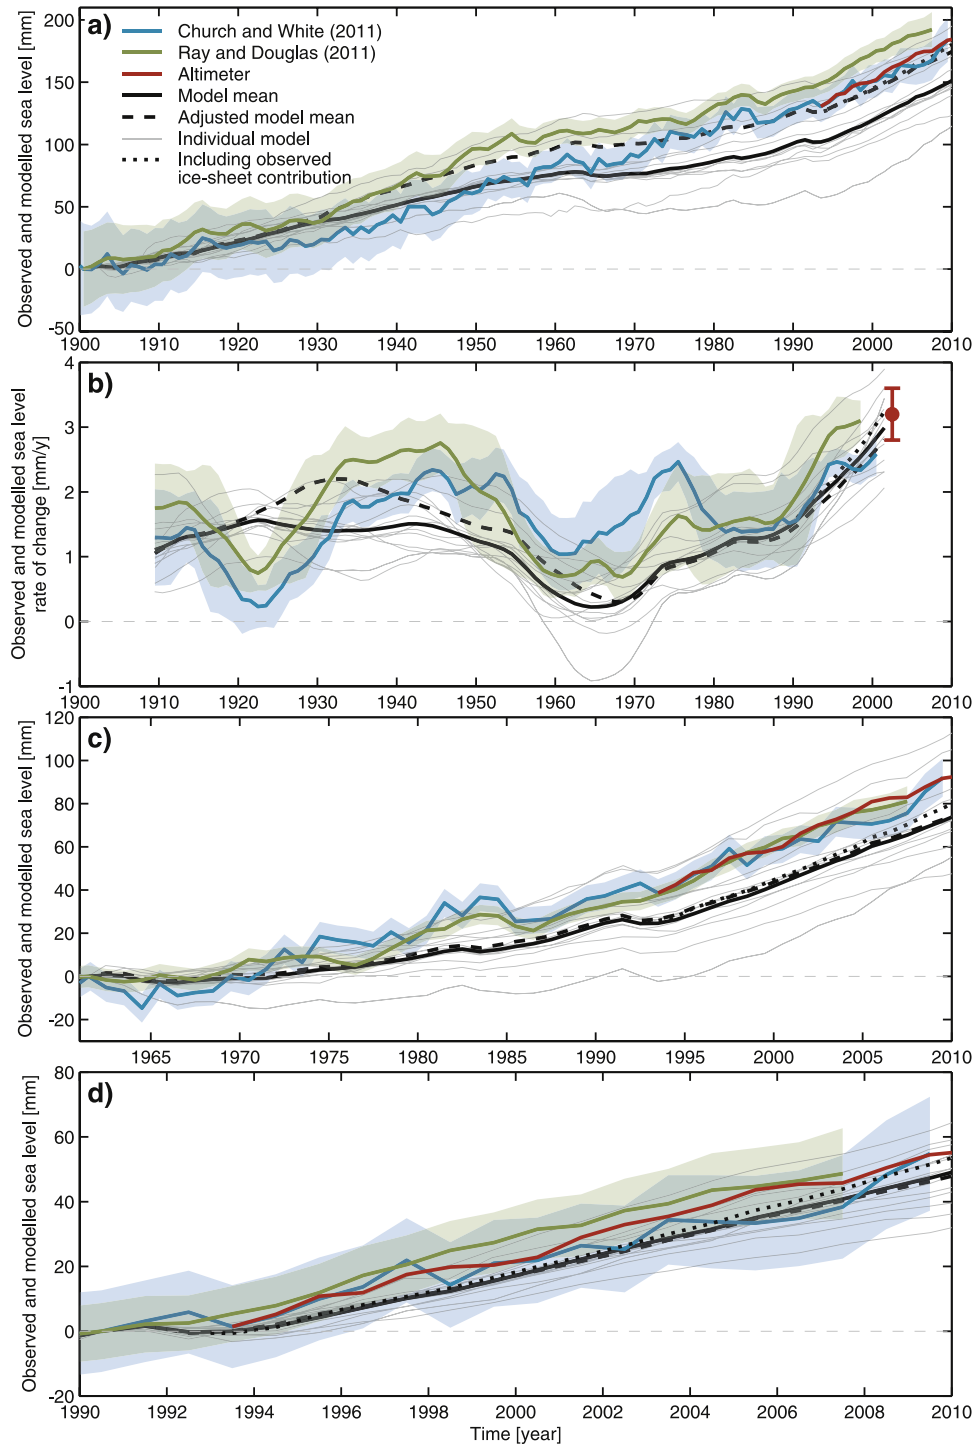 a)
Observed and modelled sea level [mm]
200
150
100
50
0
-50
Church and White (2011)
Ray and Douglas (2011)
Altimeter
Model mean
Adjusted model mean
Individual model
Including observed
ice-sheet contribution
1900 1910 1920 1930 1940 1950 1960 1970 1980 1990 2000 2010
b)
Observed and modelled sea level
rate of change [mm/y]
4
3
2
1
0
-1
1900 1910 1920 1930 1940 1950 1960 1970 1980 1990 2000 2010
c)
Observed and modelled sea level [mm]
120
100
80
60
40
20
0
-20
1965 1970 1975 1980 1985 1990 1995 2000 2005 2010
d)
Observed and modelled sea level [mm]
80
60
40
20
0
-20
1990 1992 1994 1996 1998 2000 2002 2004 2006 2008 2010
Time [year]